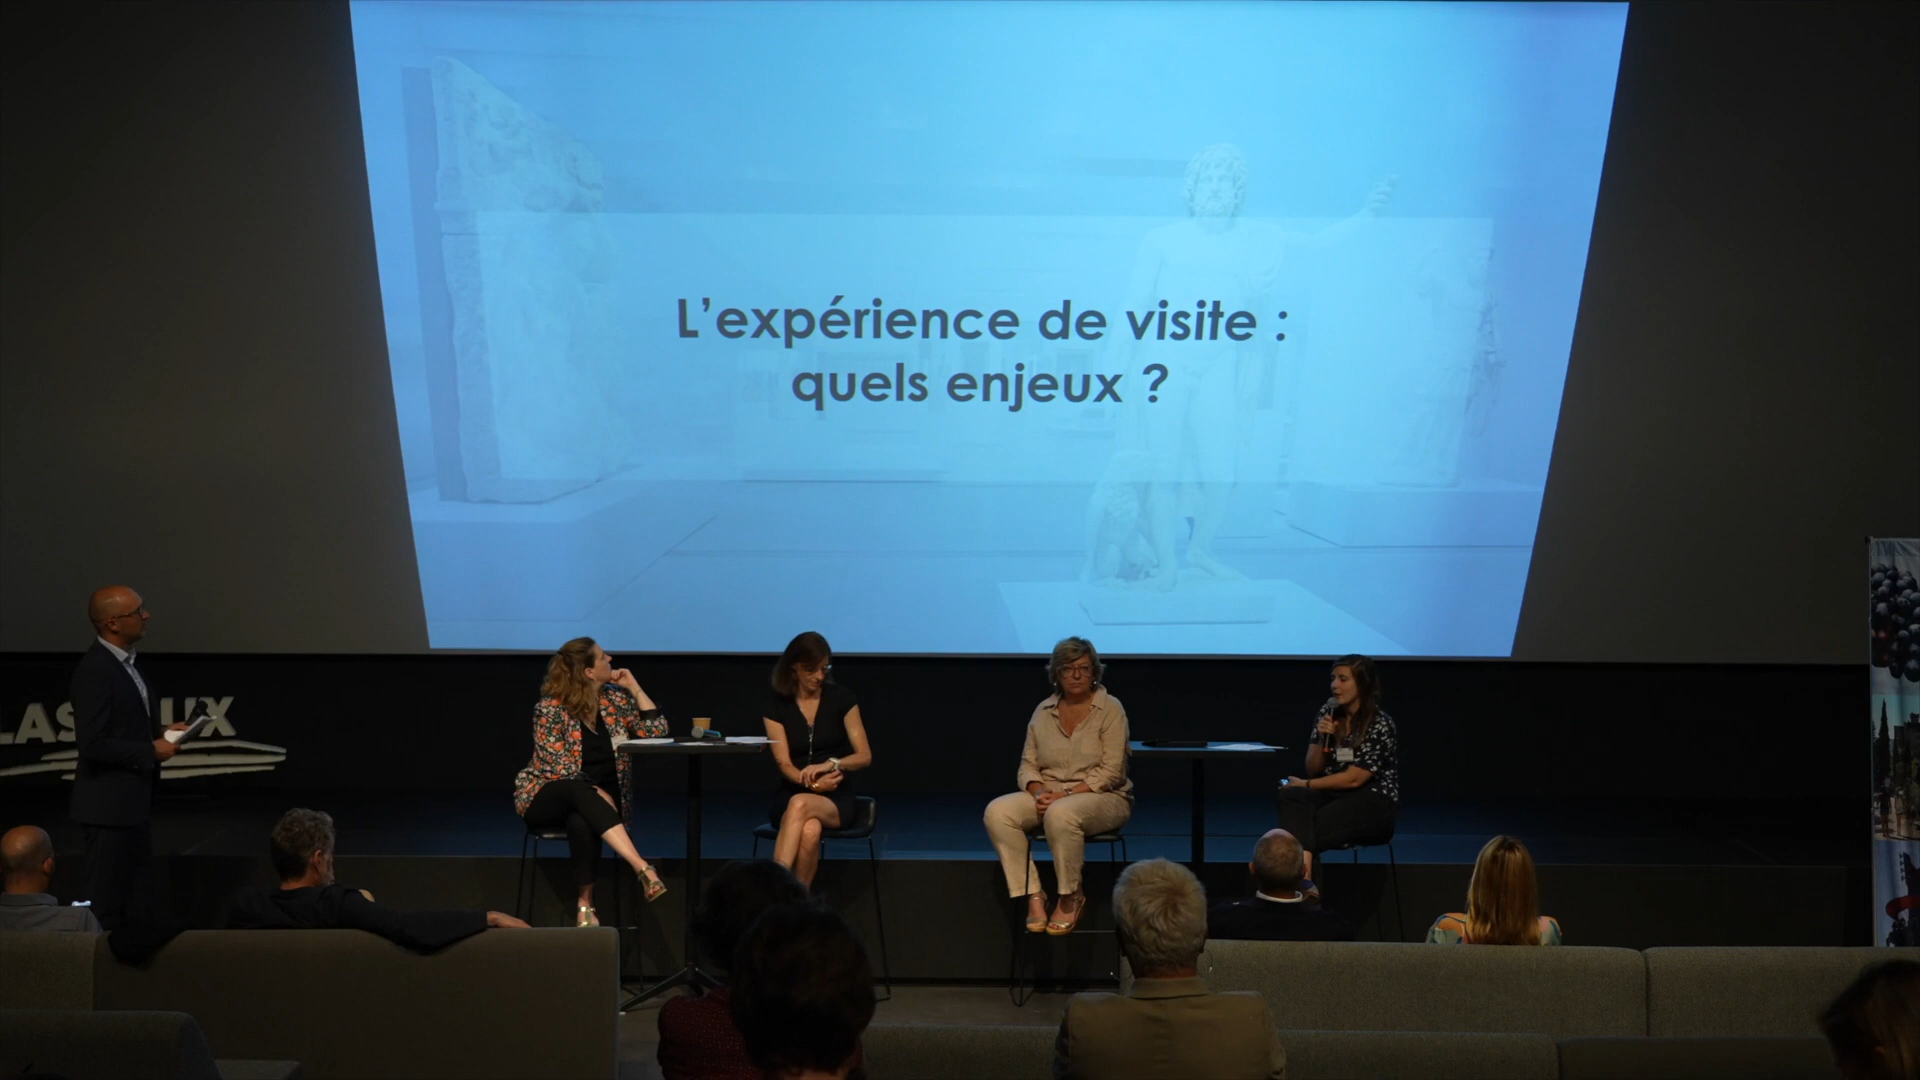 L’expérience de visite :
quels enjeux ?